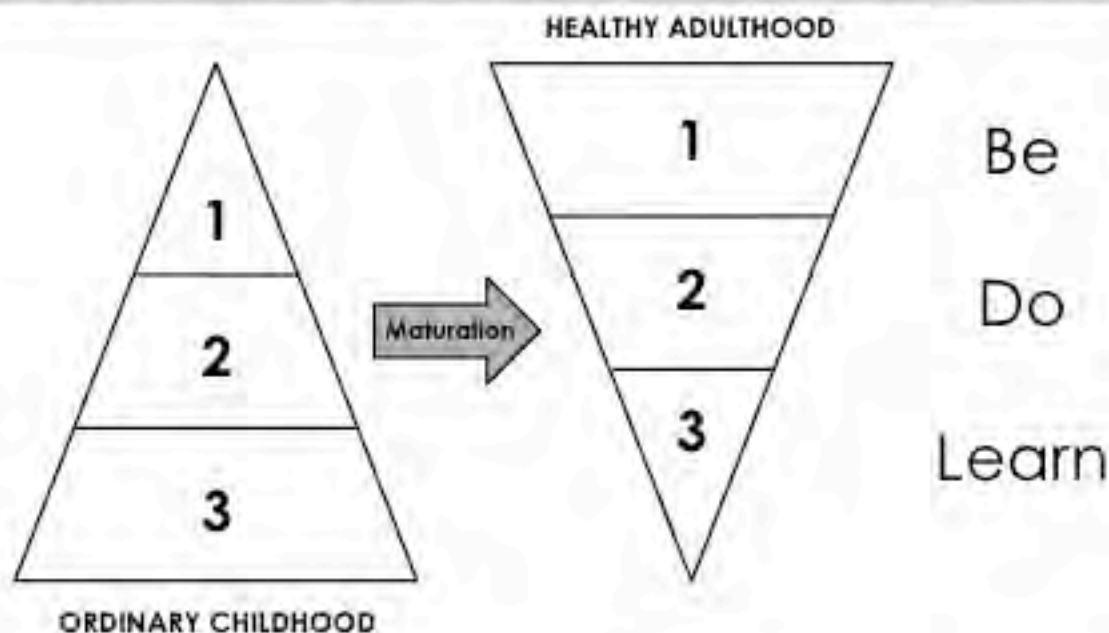 HEALTHY ADULTHOOD
1
2
3
ORDINARY CHILDHOOD
Maturation
1
2
3
Be
Do
Learn